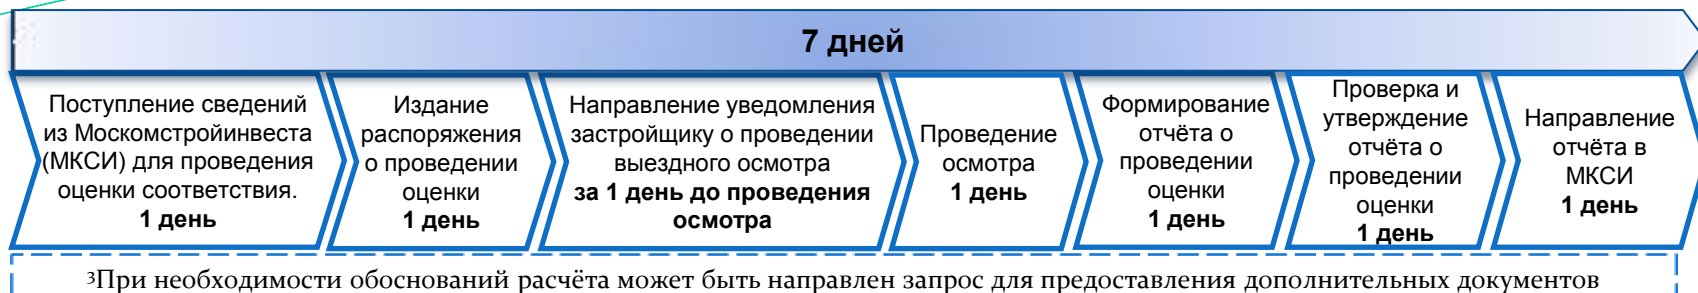 7 дней
Поступление сведений
из Москомстройинвеста
(МКСИ) для проведения
оценки соответствия.
1 день
Издание
распоряжения
о проведении
оценки
1 день
Направление уведомления
застройщику о проведении
выездного осмотра
за 1 день до проведения
осмотра
Проведение
осмотра
1 день
Формирование
отчёта о
проведении
оценки
1 день
Проверка и
утверждение
отчёта о
проведении
оценки
1 день
Направление
отчёта в
МКСИ
1 день
³При необходимости обоснований расчёта может быть направлен запрос для предоставления дополнительных документов